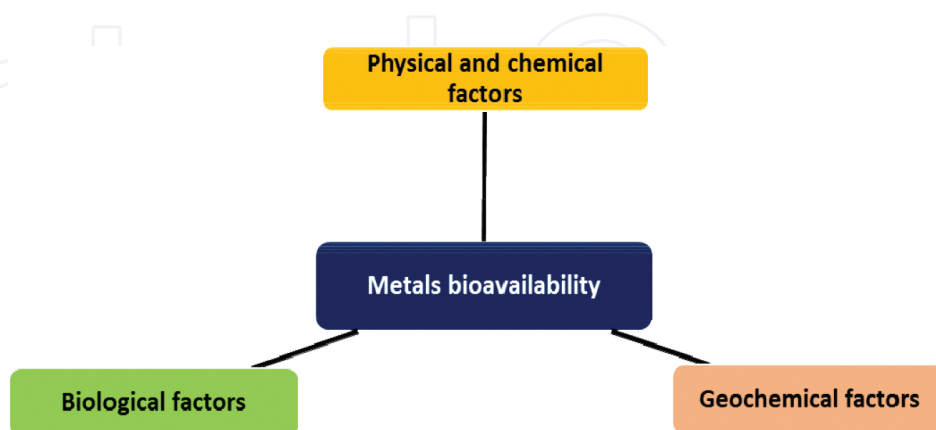 Physical and chemical
factors
Metals bioavailability
Biological factors
Geochemical factors